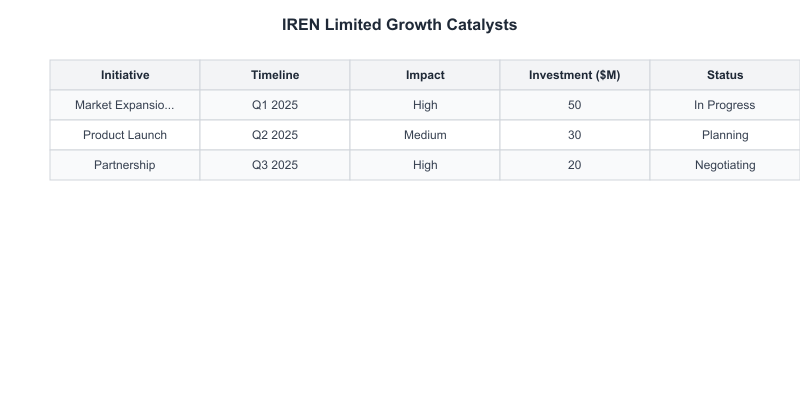 IREN Limited Growth Catalysts
Initiative Timeline Impact Investment ($M) Status
Market Expansio... Q1 2025 High 50 In Progress
Product Launch Q2 2025 Medium 30 Planning
Partnership Q3 2025 High 20 Negotiating